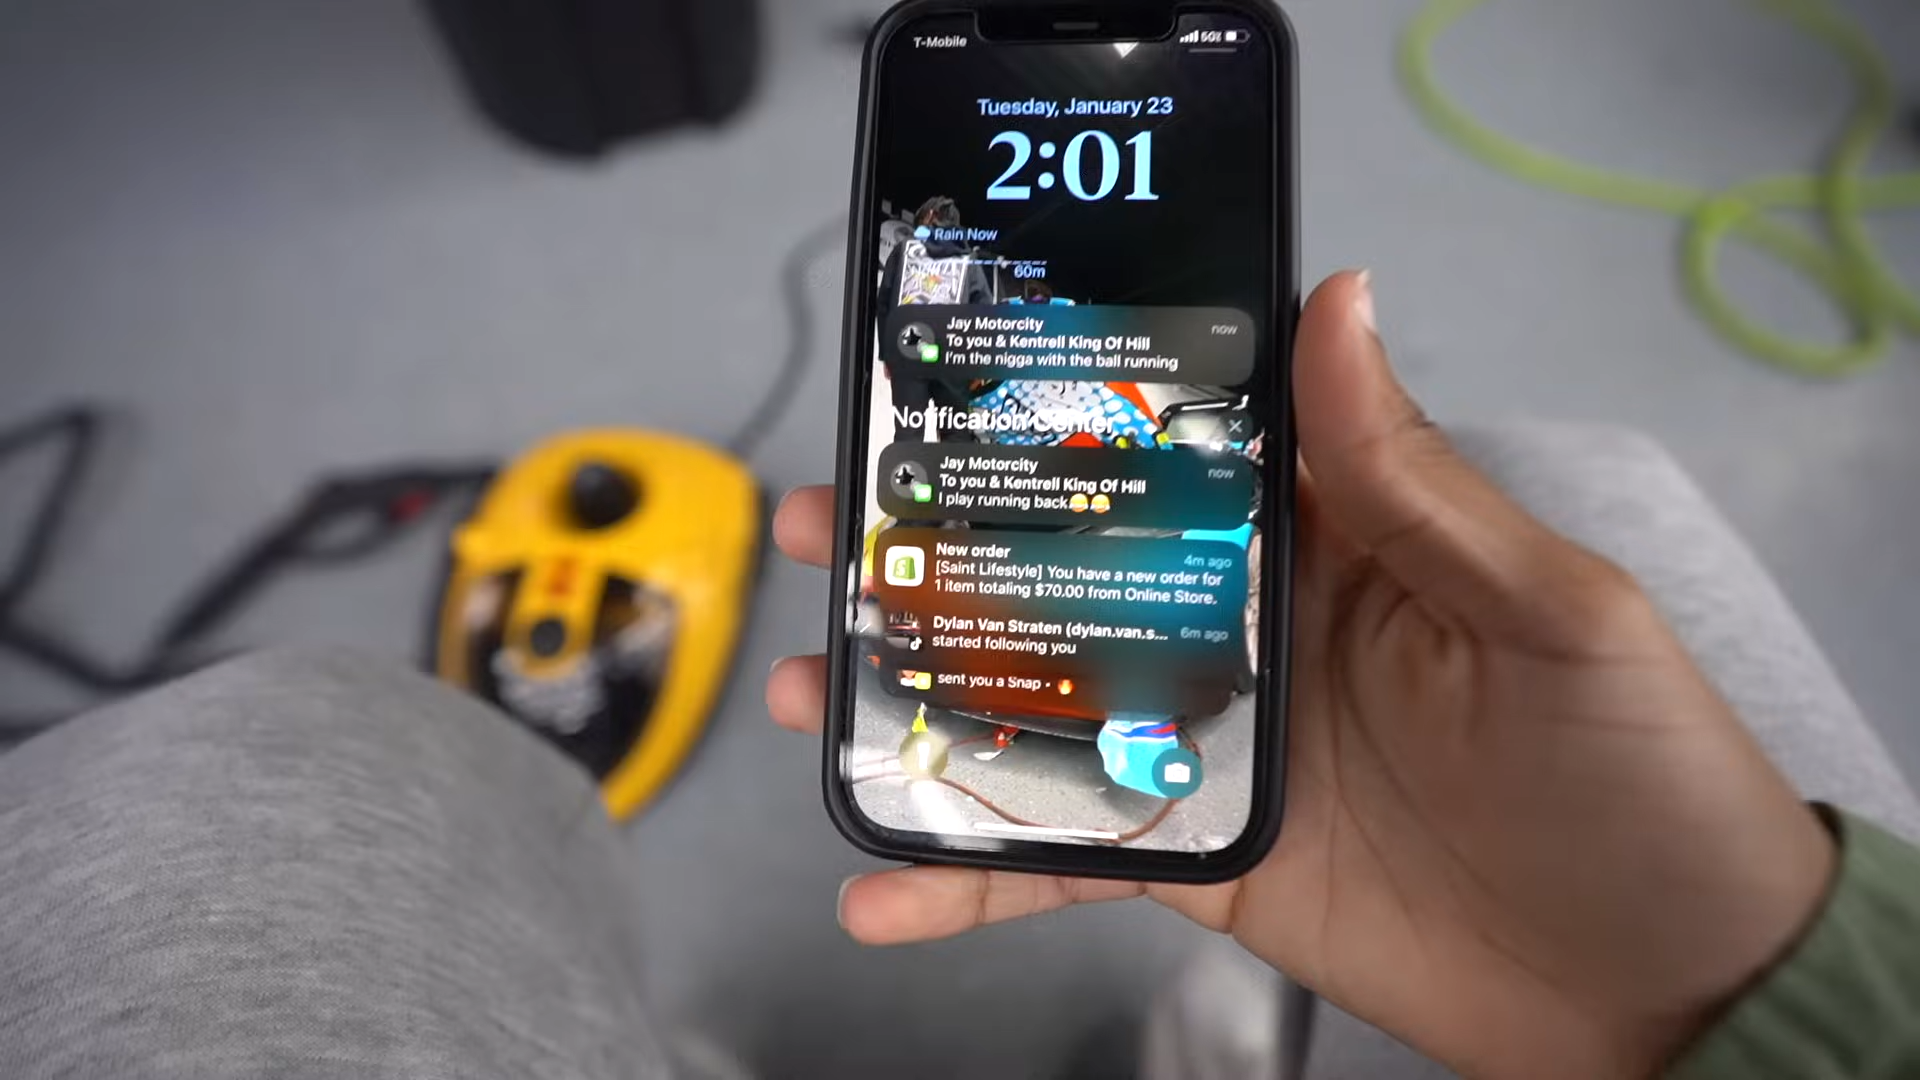 T-Mobile
5G
Tuesday, January 23
2:01
Rain Now
60m
Jay Motorcity
now
To you & Kentrell King Of Hill
I'm the nigga with the ball running
Notification Center
Jay Motorcity
now
To you & Kentrell King Of Hill
I play running back😂😂
New order
4m ago
[Saint Lifestyle] You have a new order for
1 item totaling $70.00 from Online Store.
Dylan Van Straten (dylan.van.s...
6m ago
started following you
sent you a Snap · 🔥